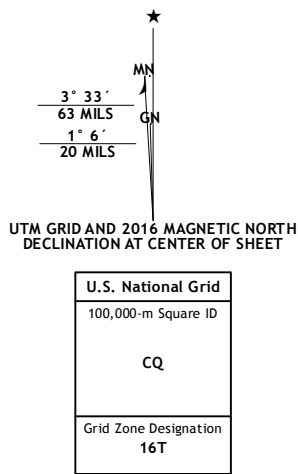 MN
3° 33´
63 MILS
GN
1° 6´
20 MILS
UTM GRID AND 2016 MAGNETIC NORTH
DECLINATION AT CENTER OF SHEET
U.S. National Grid
100,000-m Square ID
CQ
Grid Zone Designation
16T